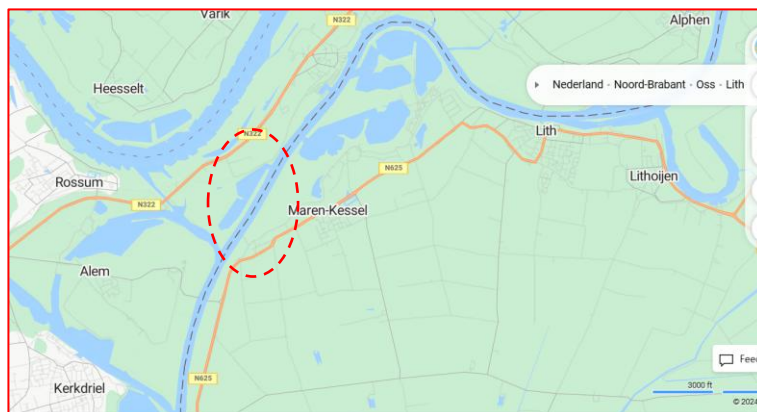 Varik
N322
Alphen
Heesselt
Nederland - Noord-Brabant - Oss - Lith
N322
Lith
N625
Rossum
Lithoijen
N322
Maren-Kessel
Alem
Feed
N625
Kerkdriel
3000 ft
© 2024